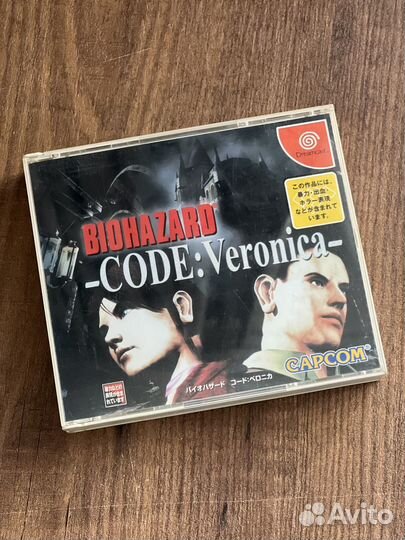 Dreamcast
この作品には、
暴力・出血・
ホラー表現
などが含まれて
います。
BIOHAZARD
-CODE:Veronica-
CAPCOM®
バイオハザード コード:ベロニカ
Avito